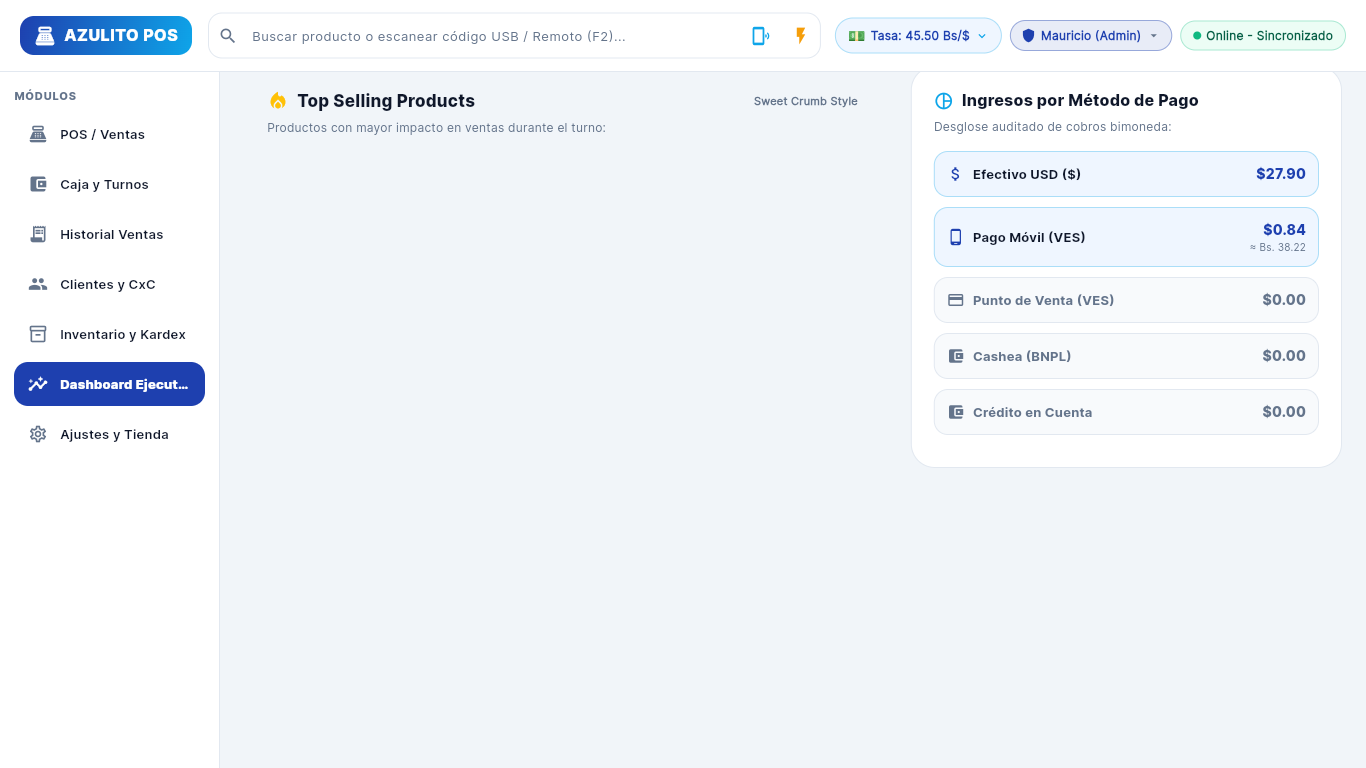 AZULITO POS
Buscar producto o escanear código USB / Remoto (F2)...
Tasa: 45.50 Bs/$
Mauricio (Admin)
Online - Sincronizado
MÓDULOS
POS / Ventas
Caja y Turnos
Historial Ventas
Clientes y CxC
Inventario y Kardex
Dashboard Ejecut...
Ajustes y Tienda
Top Selling Products
Sweet Crumb Style
Productos con mayor impacto en ventas durante el turno:
Ingresos por Método de Pago
Desglose auditado de cobros bimoneda:
Efectivo USD ($)
$27.90
Pago Móvil (VES)
$0.84
≈ Bs. 38.22
Punto de Venta (VES)
$0.00
Cashea (BNPL)
$0.00
Crédito en Cuenta
$0.00